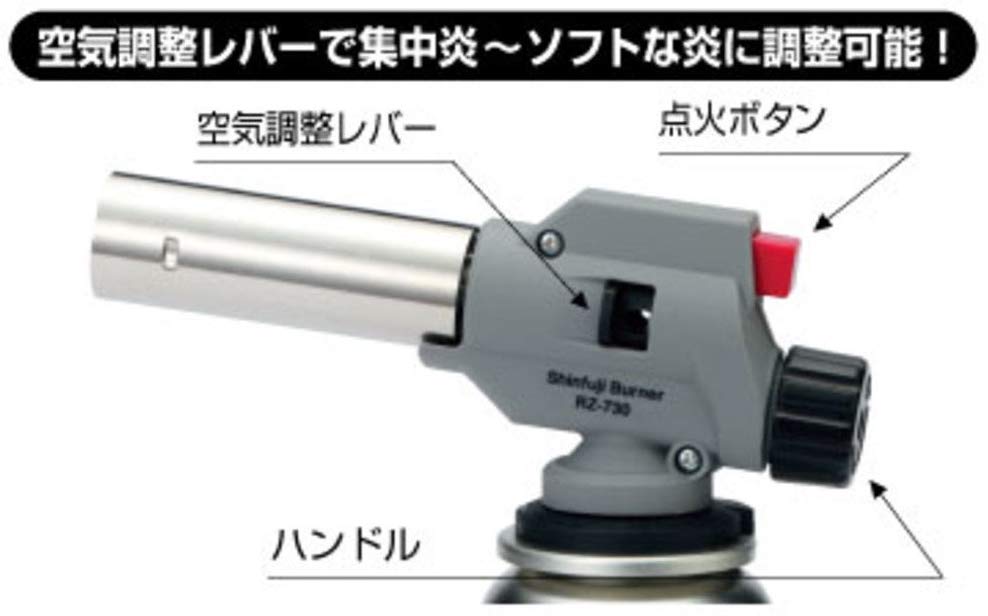 空気調整レバーで集中炎～ソフトな炎に調整可能！
空気調整レバー
点火ボタン
Shinfuji Burner
RZ-730
ハンドル